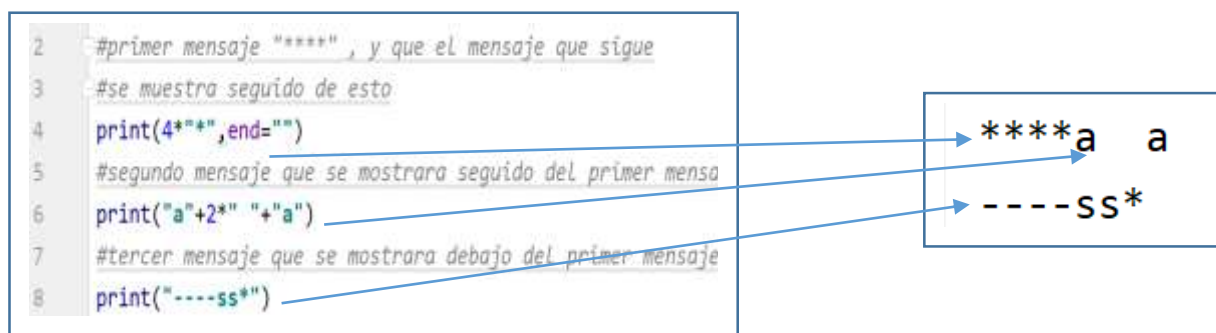 2 #primer mensaje "****" , y que el mensaje que sigue
3 #se muestra seguido de esto
4 print(4*"*",end="")
5 #segundo mensaje que se mostrara seguido del primer mensa
6 print("a"+2*" "+"a")
7 #tercer mensaje que se mostrara debajo del primer mensaje
8 print("----ss*")
****a  a
----ss*